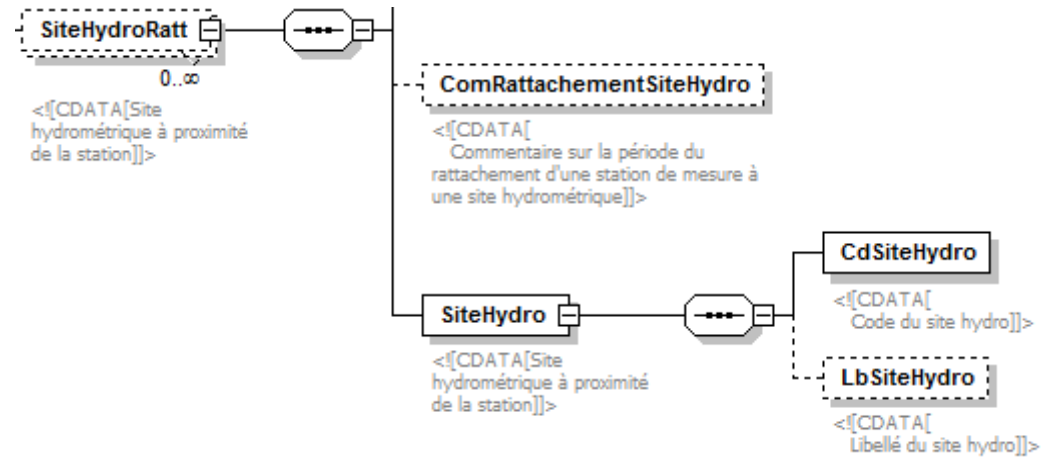 SiteHydroRatt
0..∞
<![CDATA[Site
hydrométrique à proximité
de la station]]>
ComRattachementSiteHydro
<![CDATA[
Commentaire sur la période du
rattachement d'une station de mesure à
une site hydrométrique]]>
SiteHydro
<![CDATA[Site
hydrométrique à proximité
de la station]]>
CdSiteHydro
<![CDATA[
Code du site hydro]]>
LbSiteHydro
<![CDATA[
Libellé du site hydro]]>